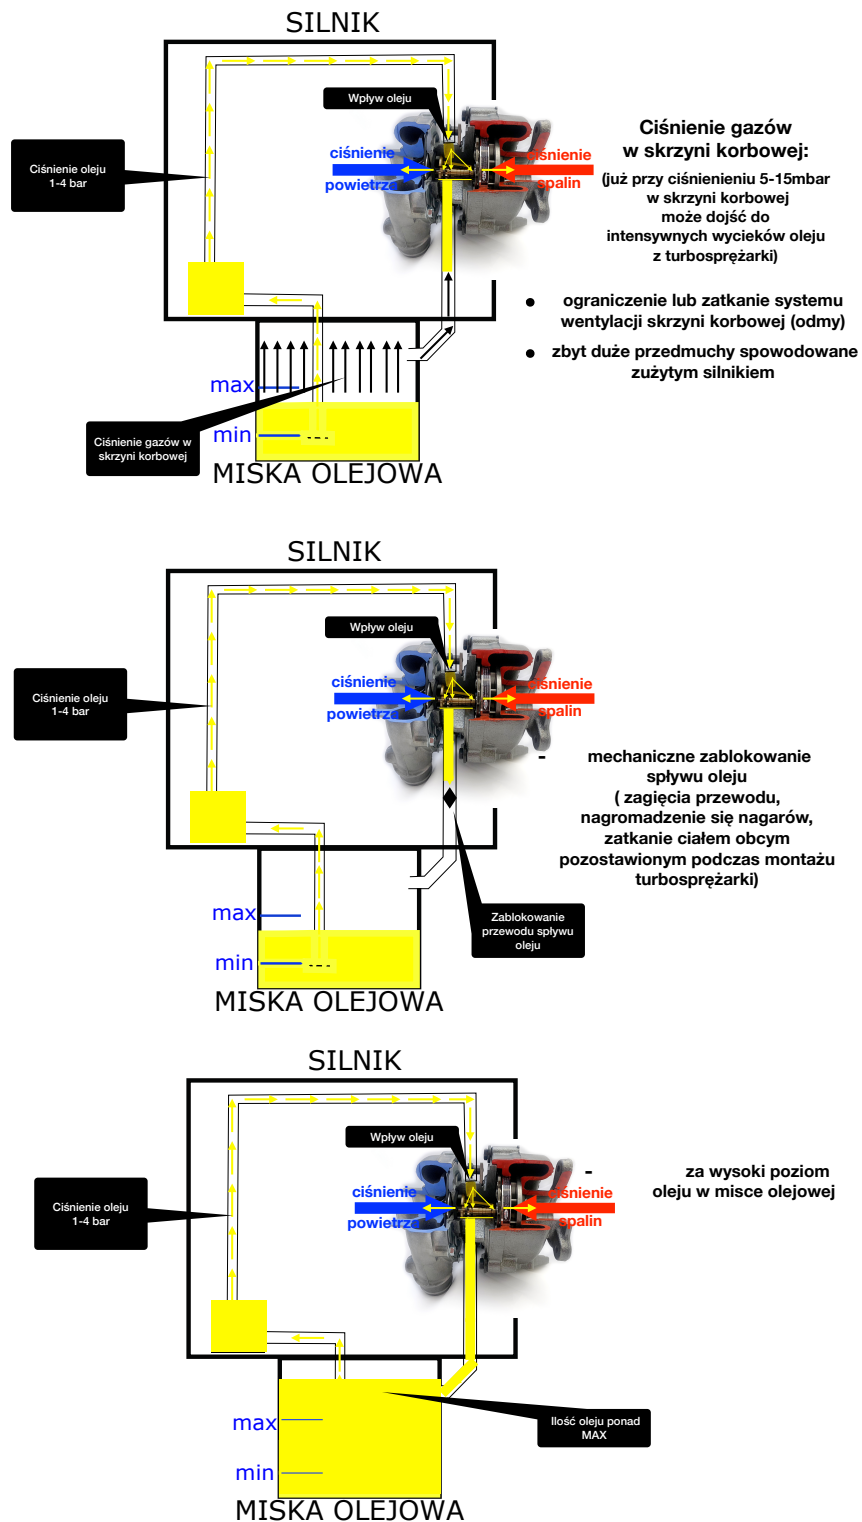 SILNIK
Wpływ oleju
Ciśnienie oleju
1-4 bar
ciśnienie
powietrza
ciśnienie
spalin
Ciśnienie gazów
w skrzyni korbowej:
(już przy ciśnienieniu 5-15mbar
w skrzyni korbowej
może dojść do
intensywnych wycieków oleju
z turbosprężarki)
● ograniczenie lub zatkanie systemu
wentylacji skrzyni korbowej (odmy)
● zbyt duże przedmuchy spowodowane
zużytym silnikiem
max
min
Ciśnienie gazów w
skrzyni korbowej
MISKA OLEJOWA
SILNIK
Wpływ oleju
Ciśnienie oleju
1-4 bar
ciśnienie
powietrza
ciśnienie
spalin
- mechaniczne zablokowanie
spływu oleju
( zagięcia przewodu,
nagromadzenie się nagarów,
zatkanie ciałem obcym
pozostawionym podczas montażu
turbosprężarki)
max
min
Zablokowanie
przewodu spływu
oleju
MISKA OLEJOWA
SILNIK
Wpływ oleju
Ciśnienie oleju
1-4 bar
ciśnienie
powietrza
ciśnienie
spalin
- za wysoki poziom
oleju w misce olejowej
max
min
Ilość oleju ponad
MAX
MISKA OLEJOWA